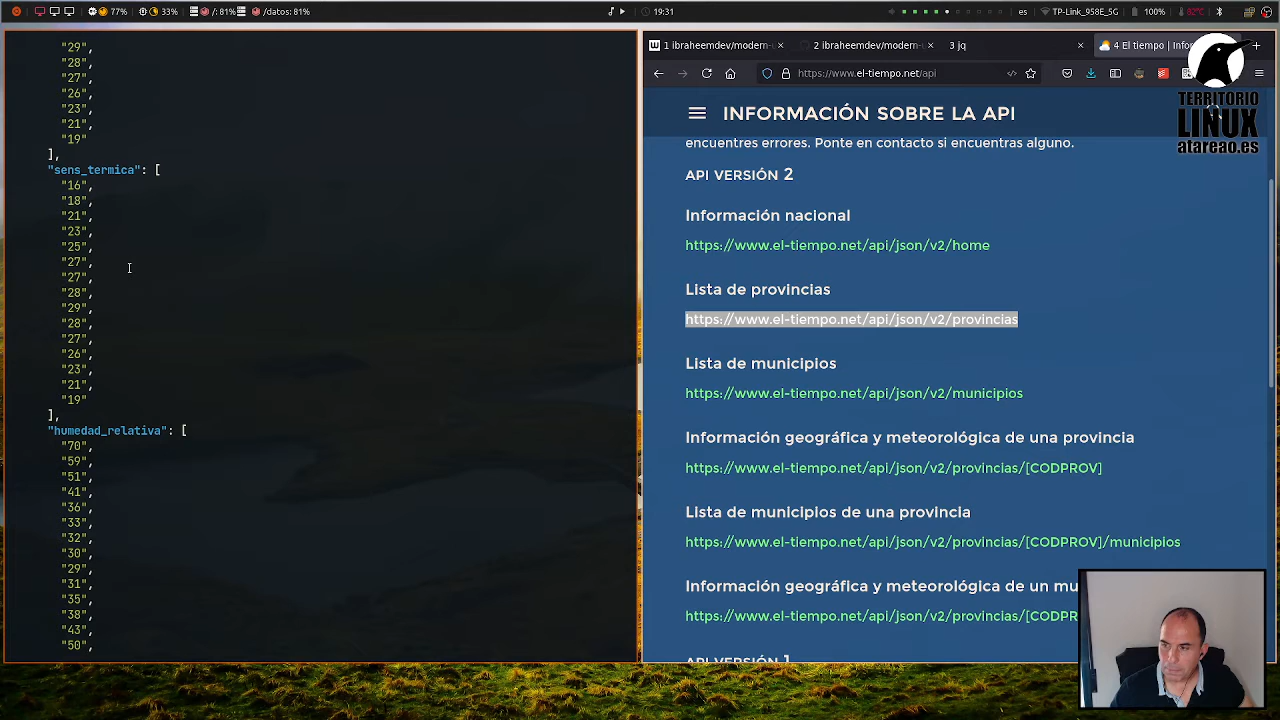 77% 33% /:81% /datos: 81%
19:31
es TP-Link_958E_5G 100% 82°C
"29",
"28",
"27",
"26",
"23",
"21",
"19"
],
"sens_termica": [
"16",
"18",
"21",
"23",
"25",
"27",
"27",
"28",
"29",
"28",
"27",
"26",
"23",
"21",
"19"
],
"humedad_relativa": [
"70",
"59",
"51",
"41",
"36",
"33",
"32",
"30",
"29",
"31",
"35",
"38",
"43",
"50",
1 ibraheemdev/modern-
2 ibraheemdev/modern-
3 jq
4 El tiempo | Info
https://www.el-tiempo.net/api
TERRITORIO
LINUX
atareao.es
INFORMACIÓN SOBRE LA API
encuentres errores. Ponte en contacto si encuentras alguno.
API VERSIÓN 2
Información nacional
https://www.el-tiempo.net/api/json/v2/home
Lista de provincias
https://www.el-tiempo.net/api/json/v2/provincias
Lista de municipios
https://www.el-tiempo.net/api/json/v2/municipios
Información geográfica y meteorológica de una provincia
https://www.el-tiempo.net/api/json/v2/provincias/[CODPROV]
Lista de municipios de una provincia
https://www.el-tiempo.net/api/json/v2/provincias/[CODPROV]/municipios
Información geográfica y meteorológica de un mu
https://www.el-tiempo.net/api/json/v2/provincias/[CODPR
API VERSIÓN 1